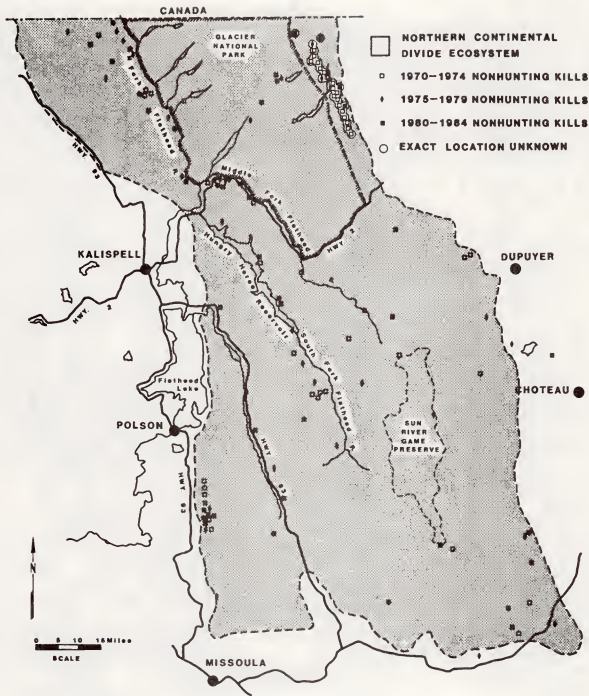 CANADA
GLACIER
NATIONAL
PARK
NORTHERN CONTINENTAL
DIVIDE ECOSYSTEM
1970-1974 NONHUNTING KILLS
1975-1979 NONHUNTING KILLS
1980-1984 NONHUNTING KILLS
EXACT LOCATION UNKNOWN
North Fork Flathead R.
HWY. 93
Middle Fork Flathead
HWY. 2
KALISPELL
HWY. 2
Hungry Horse Reservoir
South Fork Flathead R.
DUPUYER
CHOTEAU
Flathead
Lake
POLSON
HWY 93
HWY 83
SUN
RIVER
GAME
PRESERVE
N
0 5 10 15 Miles
SCALE
MISSOULA